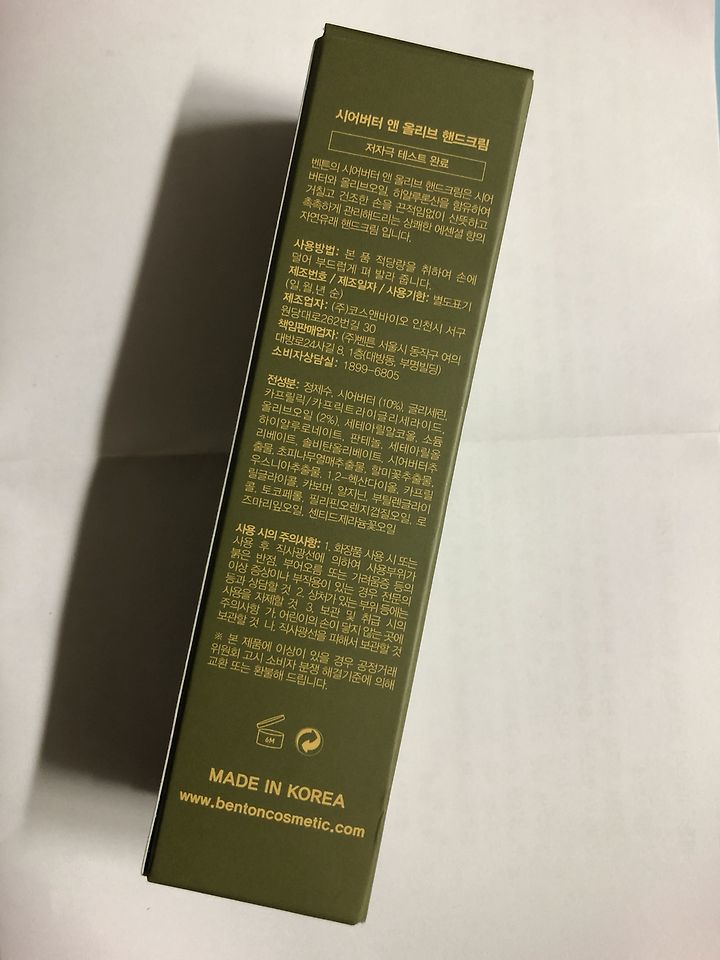 시어버터 앤 올리브 핸드크림
저자극 테스트 완료
벤튼의 시어버터 앤 올리브 핸드크림은 시어
버터와 올리브오일, 히알루론산을 함유하여
거칠고 건조한 손을 끈적임없이 산뜻하고
촉촉하게 관리해드리는 상쾌한 에센셜 향의
자연유래 핸드크림 입니다.
사용방법: 본 품 적당량을 취하여 손에
덜어 부드럽게 펴 발라 줍니다.
제조번호 / 제조일자 / 사용기한: 별도표기
(일,월,년 순)
제조업자: (주)코스앤바이오 인천시 서구
원당대로262번길 30
책임판매업자: (주)벤튼 서울시 동작구 여의
대방로24사길 8, 1층(대방동, 부명빌딩)
소비자상담실: 1899-6805
전성분: 정제수, 시어버터 (10%), 글리세린
카프릴릭/카프릭트라이글리세라이드,
올리브오일 (2%), 세테아릴알코올, 소듐
하이알루로네이트, 판테놀, 세테아릴올
리베이트, 솔비탄올리베이트, 시어버터추
출물, 초피나무열매추출물, 할미꽃추출물,
우스니아추출물, 1,2-헥산다이올, 카프릴
릴글라이콜, 카보머, 알지닌, 부틸렌글라이
콜, 토코페롤, 필리핀오렌지껍질오일, 로
즈마리잎오일, 센티드제라늄꽃오일
사용 시의 주의사항: 1. 화장품 사용 시 또는
사용 후 직사광선에 의하여 사용부위가
붉은 반점, 부어오름 또는 가려움증 등의
이상 증상이나 부작용이 있는 경우 전문의
등과 상담할 것 2. 상처가 있는 부위 등에는
사용을 자제할 것 3. 보관 및 취급 시의
주의사항 가. 어린이의 손이 닿지 않는 곳에
보관할 것 나. 직사광선을 피해서 보관할 것
※ 본 제품에 이상이 있을 경우 공정거래
위원회 고시 소비자 분쟁 해결기준에 의해
교환 또는 환불해 드립니다.
6M
MADE IN KOREA
www.bentoncosmetic.com